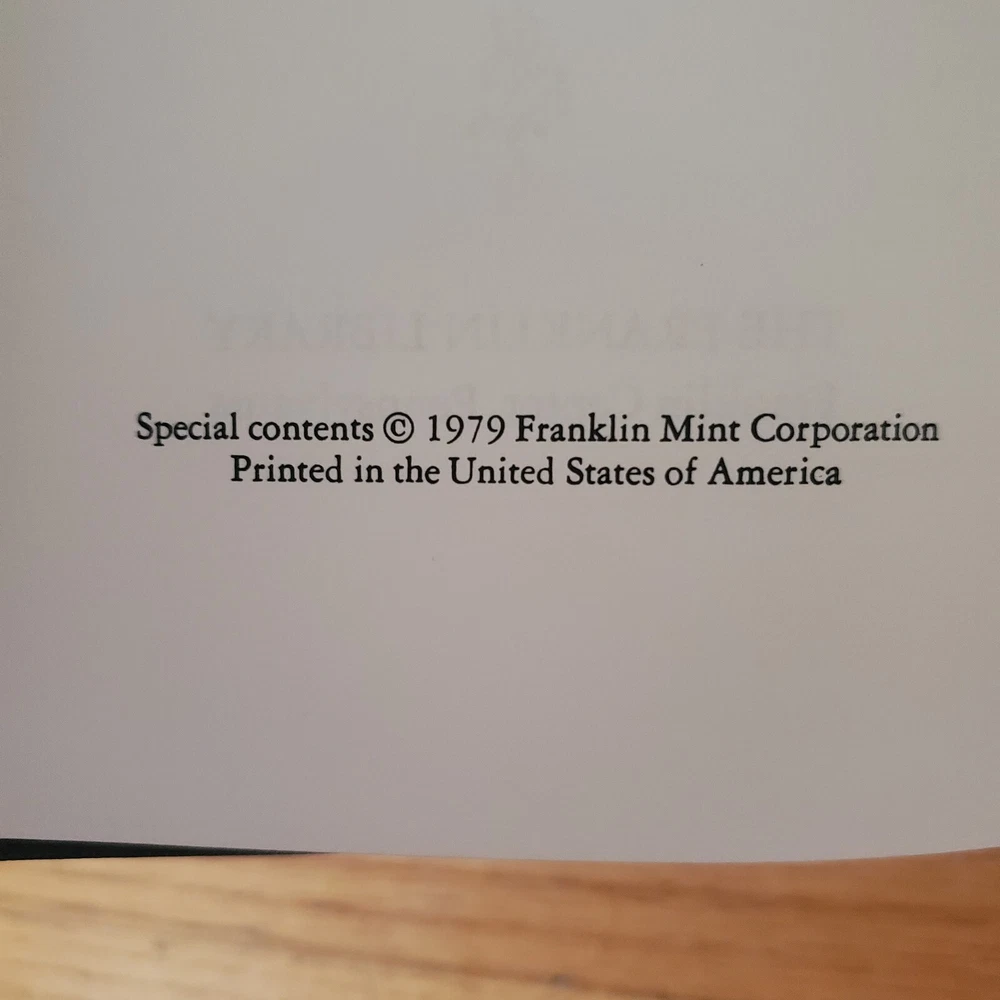 Special contents © 1979 Franklin Mint Corporation
Printed in the United States of America